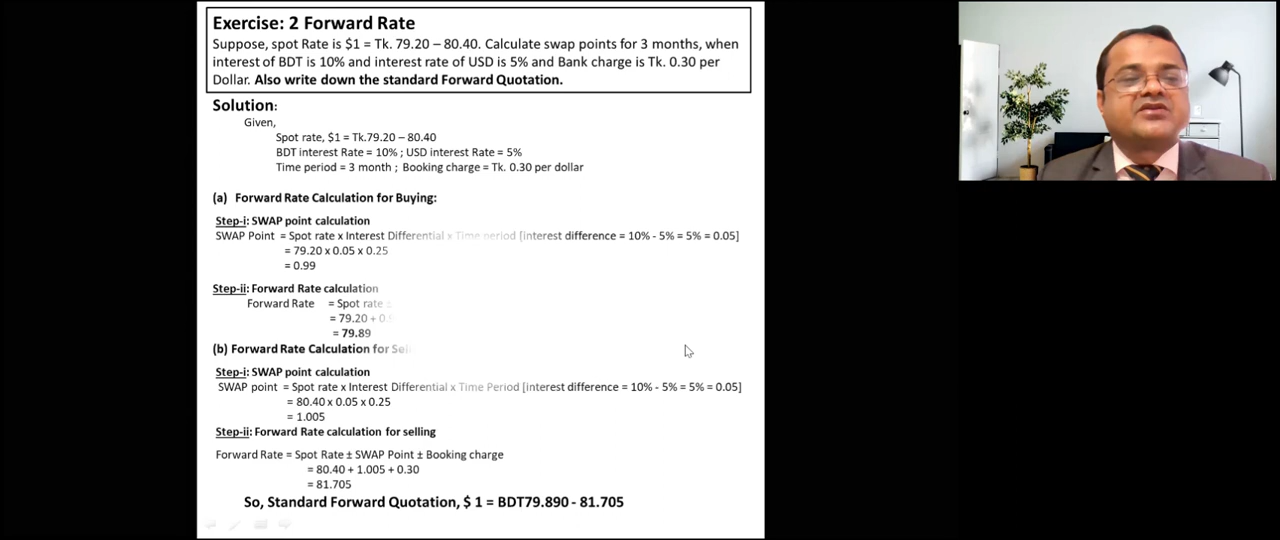 Exercise: 2 Forward Rate
Suppose, spot Rate is $1 = Tk. 79.20 – 80.40. Calculate swap points for 3 months, when
interest of BDT is 10% and interest rate of USD is 5% and Bank charge is Tk. 0.30 per
Dollar. Also write down the standard Forward Quotation.
Solution:
Given,
Spot rate, $1 = Tk.79.20 – 80.40
BDT interest Rate = 10% ; USD interest Rate = 5%
Time period = 3 month ; Booking charge = Tk. 0.30 per dollar
(a) Forward Rate Calculation for Buying:
Step-i: SWAP point calculation
SWAP Point = Spot rate x Interest Differential x Time period [interest difference = 10% - 5% = 5% = 0.05]
= 79.20 x 0.05 x 0.25
= 0.99
Step-ii: Forward Rate calculation
Forward Rate = Spot rate ±
= 79.20 + 0.
= 79.89
(b) Forward Rate Calculation for
Step-i: SWAP point calculation
SWAP point = Spot rate x Interest Differential x Time Period [interest difference = 10% - 5% = 5% = 0.05]
= 80.40 x 0.05 x 0.25
= 1.005
Step-ii: Forward Rate calculation for selling
Forward Rate = Spot Rate ± SWAP Point ± Booking charge
= 80.40 + 1.005 + 0.30
= 81.705
So, Standard Forward Quotation, $ 1 = BDT79.890 - 81.705